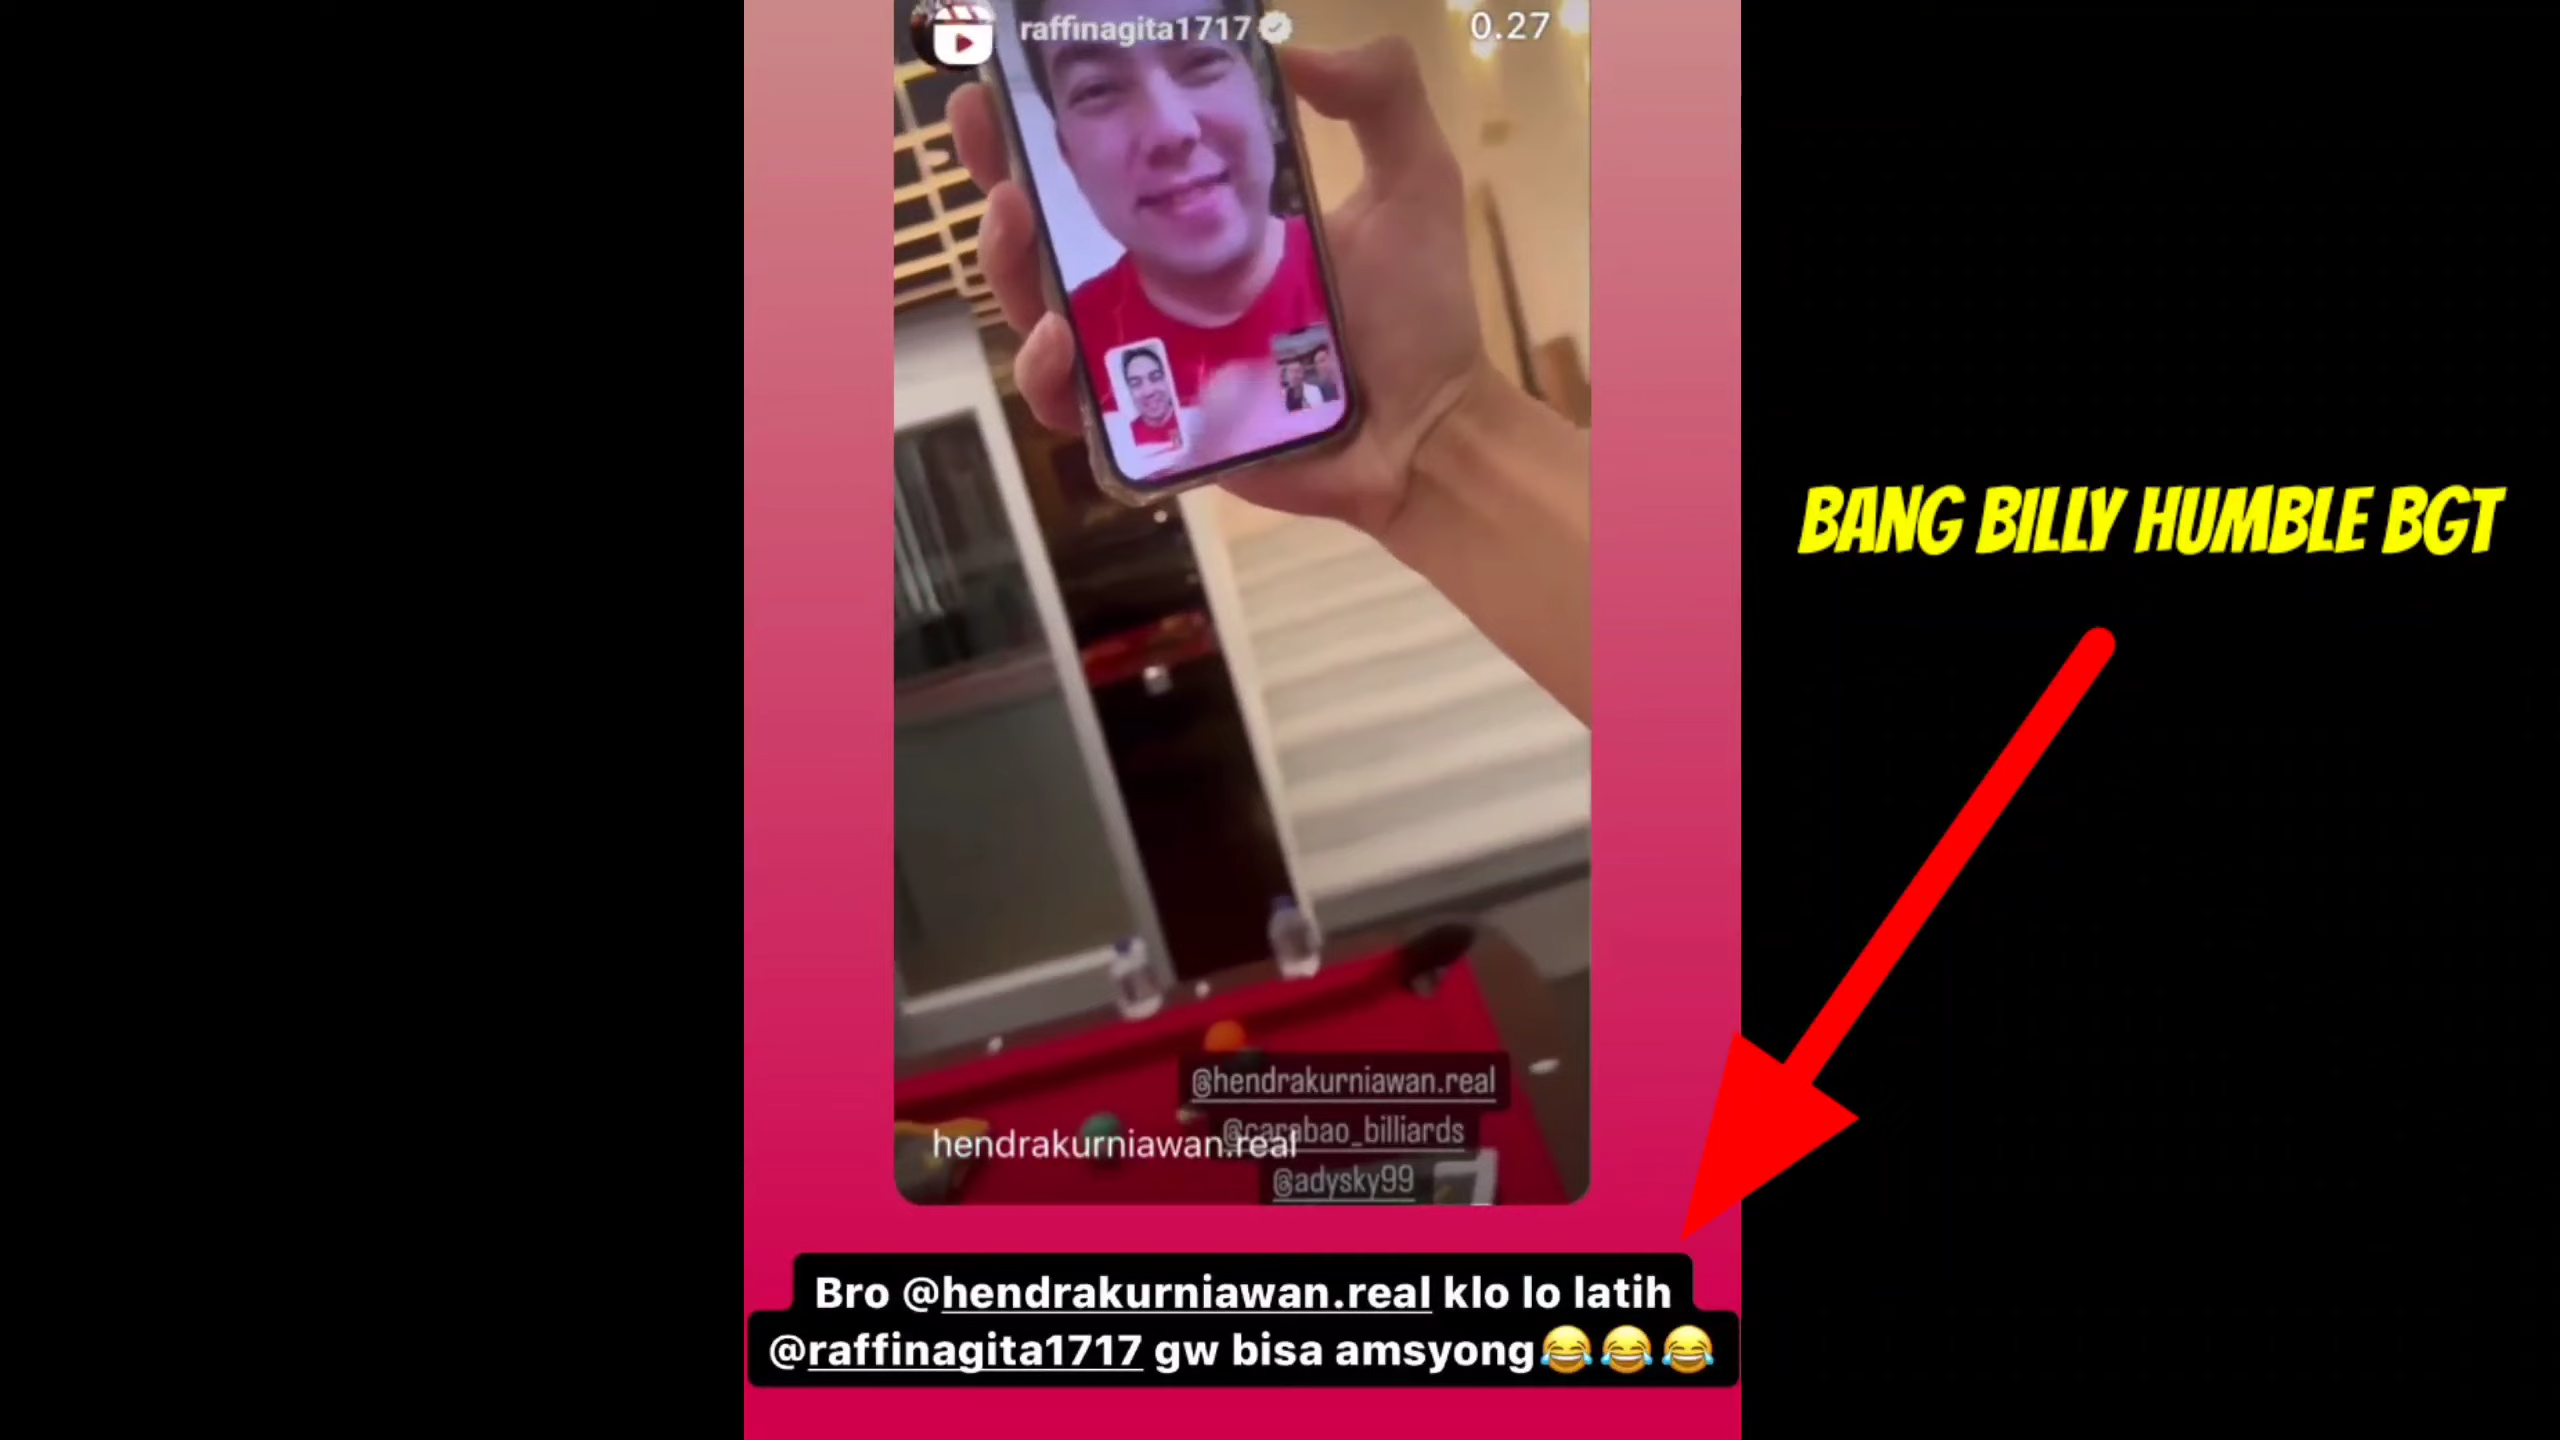 raffinagita1717
0.27
BANG BILLY HUMBLE BGT
@hendrakurniawan.real
@carabao_billiards
hendrakurniawan.real
@adysky99
Bro @hendrakurniawan.real klo lo latih
@raffinagita1717 gw bisa amsyong😂😂😂